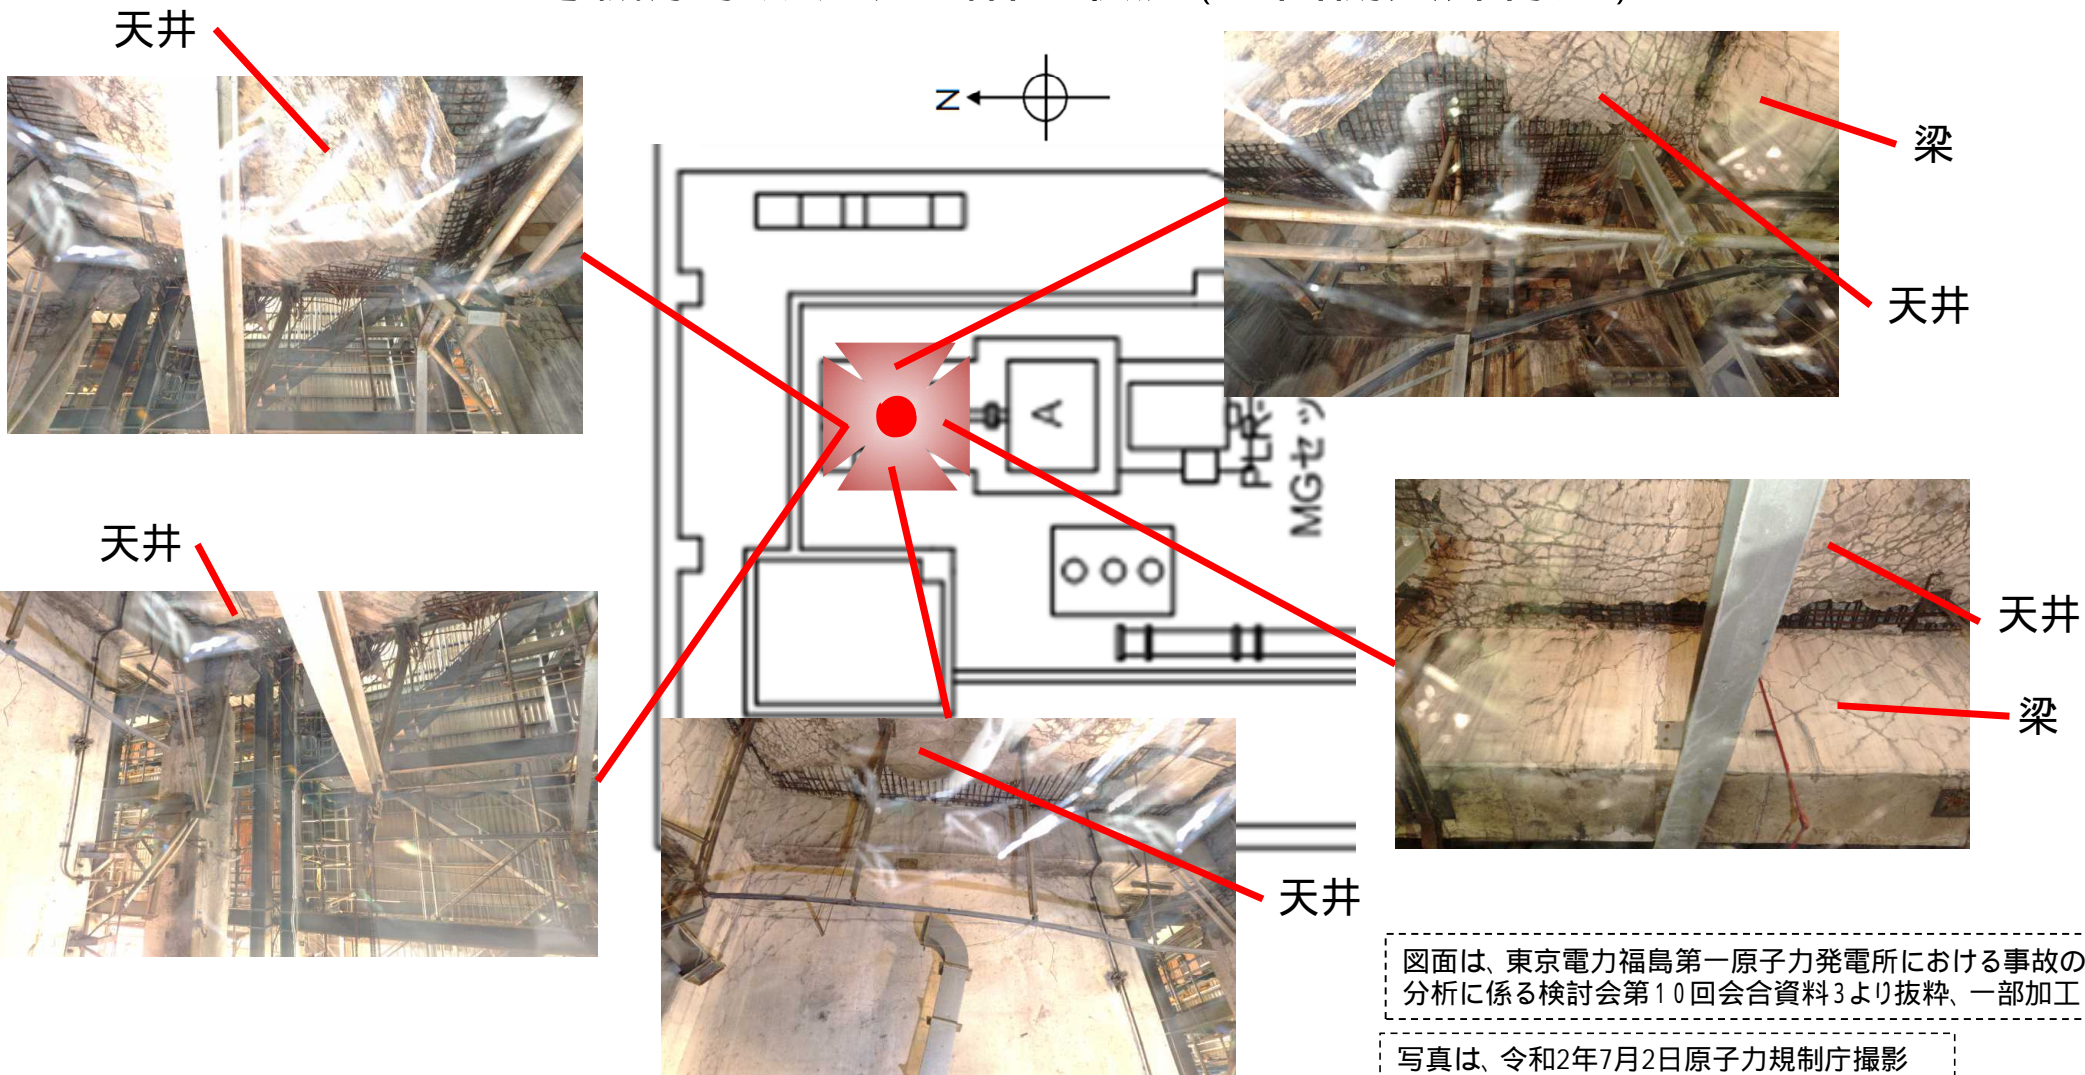 天井
N
梁
天井
A
PLR-
MGセッ
天井
天井
梁
天井
図面は、東京電力福島第一原子力発電所における事故の
分析に係る検討会第10回会合資料3より抜粋、一部加工
写真は、令和2年7月2日原子力規制庁撮影